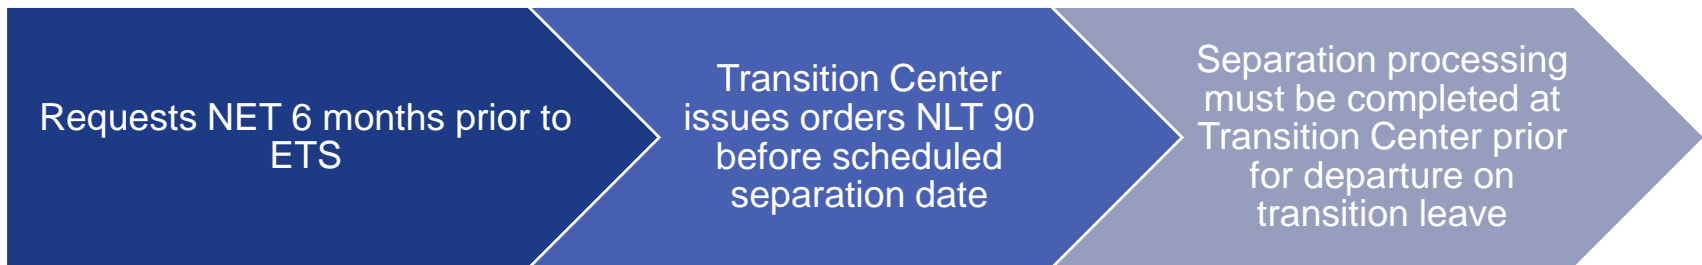 Requests NET 6 months prior to
ETS
Transition Center
issues orders NLT 90
before scheduled
separation date
Separation processing
must be completed at
Transition Center prior
for departure on
transition leave